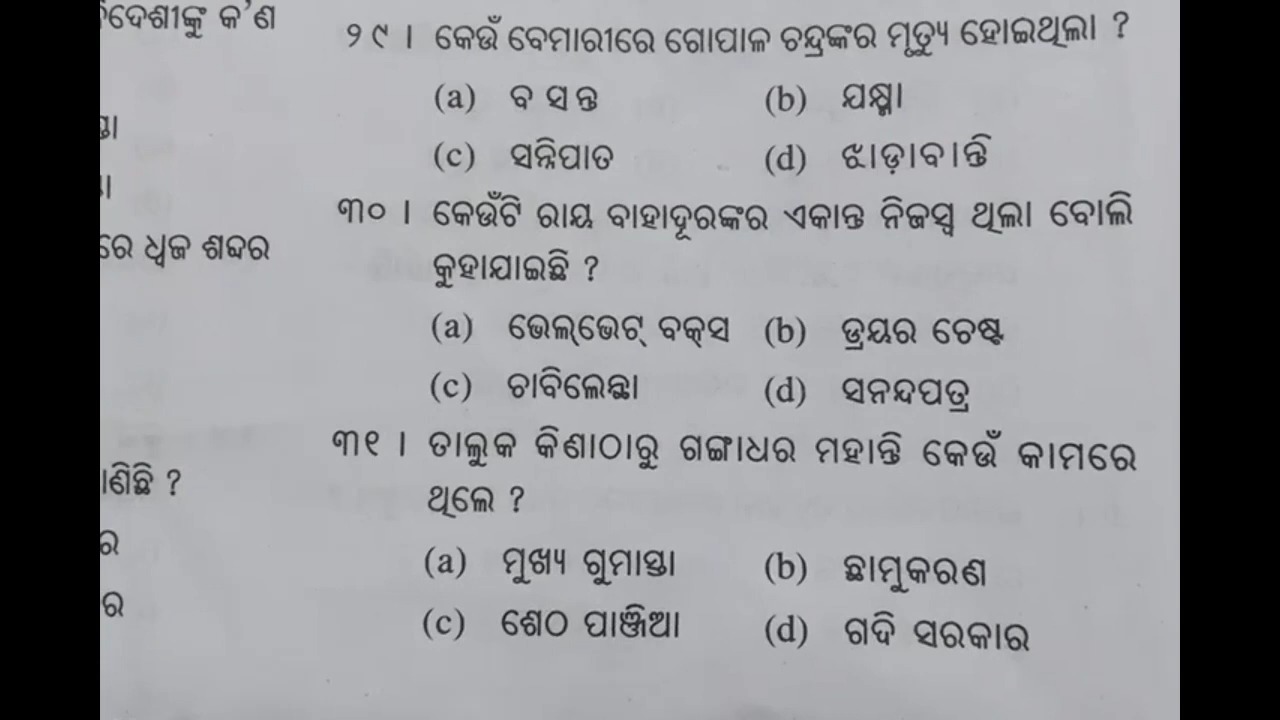 ଦେଶୀଙ୍କୁ କ'ଣ
ରେ ଧ୍ୱଜ ଶବ୍ଦର
ଣିଛି ?
ର
ର
୨୯ । କେଉଁ ବେମାରୀରେ ଗୋପାଳ ଚନ୍ଦ୍ରଙ୍କର ମୃତ୍ୟୁ ହୋଇଥିଲା ?
(a) ବସନ୍ତ (b) ଯକ୍ଷ୍ମା
(c) ସନ୍ନିପାତ (d) ଝାଡ଼ାବାନ୍ତି
୩୦ । କେଉଁଟି ରାୟ ବାହାଦୂରଙ୍କର ଏକାନ୍ତ ନିଜସ୍ୱ ଥିଲା ବୋଲି
କୁହାଯାଇଛି ?
(a) ଭେଲ୍‌ଭେଟ୍ ବକ୍‌ସ (b) ଡ୍ରୟର ଚେଷ୍ଟ
(c) ଚାବିଲେନ୍ଥା (d) ସନନ୍ଦପତ୍ର
୩୧ । ତାଲୁକ କିଣାଠାରୁ ଗଙ୍ଗାଧର ମହାନ୍ତି କେଉଁ କାମରେ
ଥିଲେ ?
(a) ମୁଖ୍ୟ ଗୁମାସ୍ତା (b) ଛାମୁକରଣ
(c) ଶେଠ ପାଞ୍ଜିଆ (d) ଗଦି ସରକାର